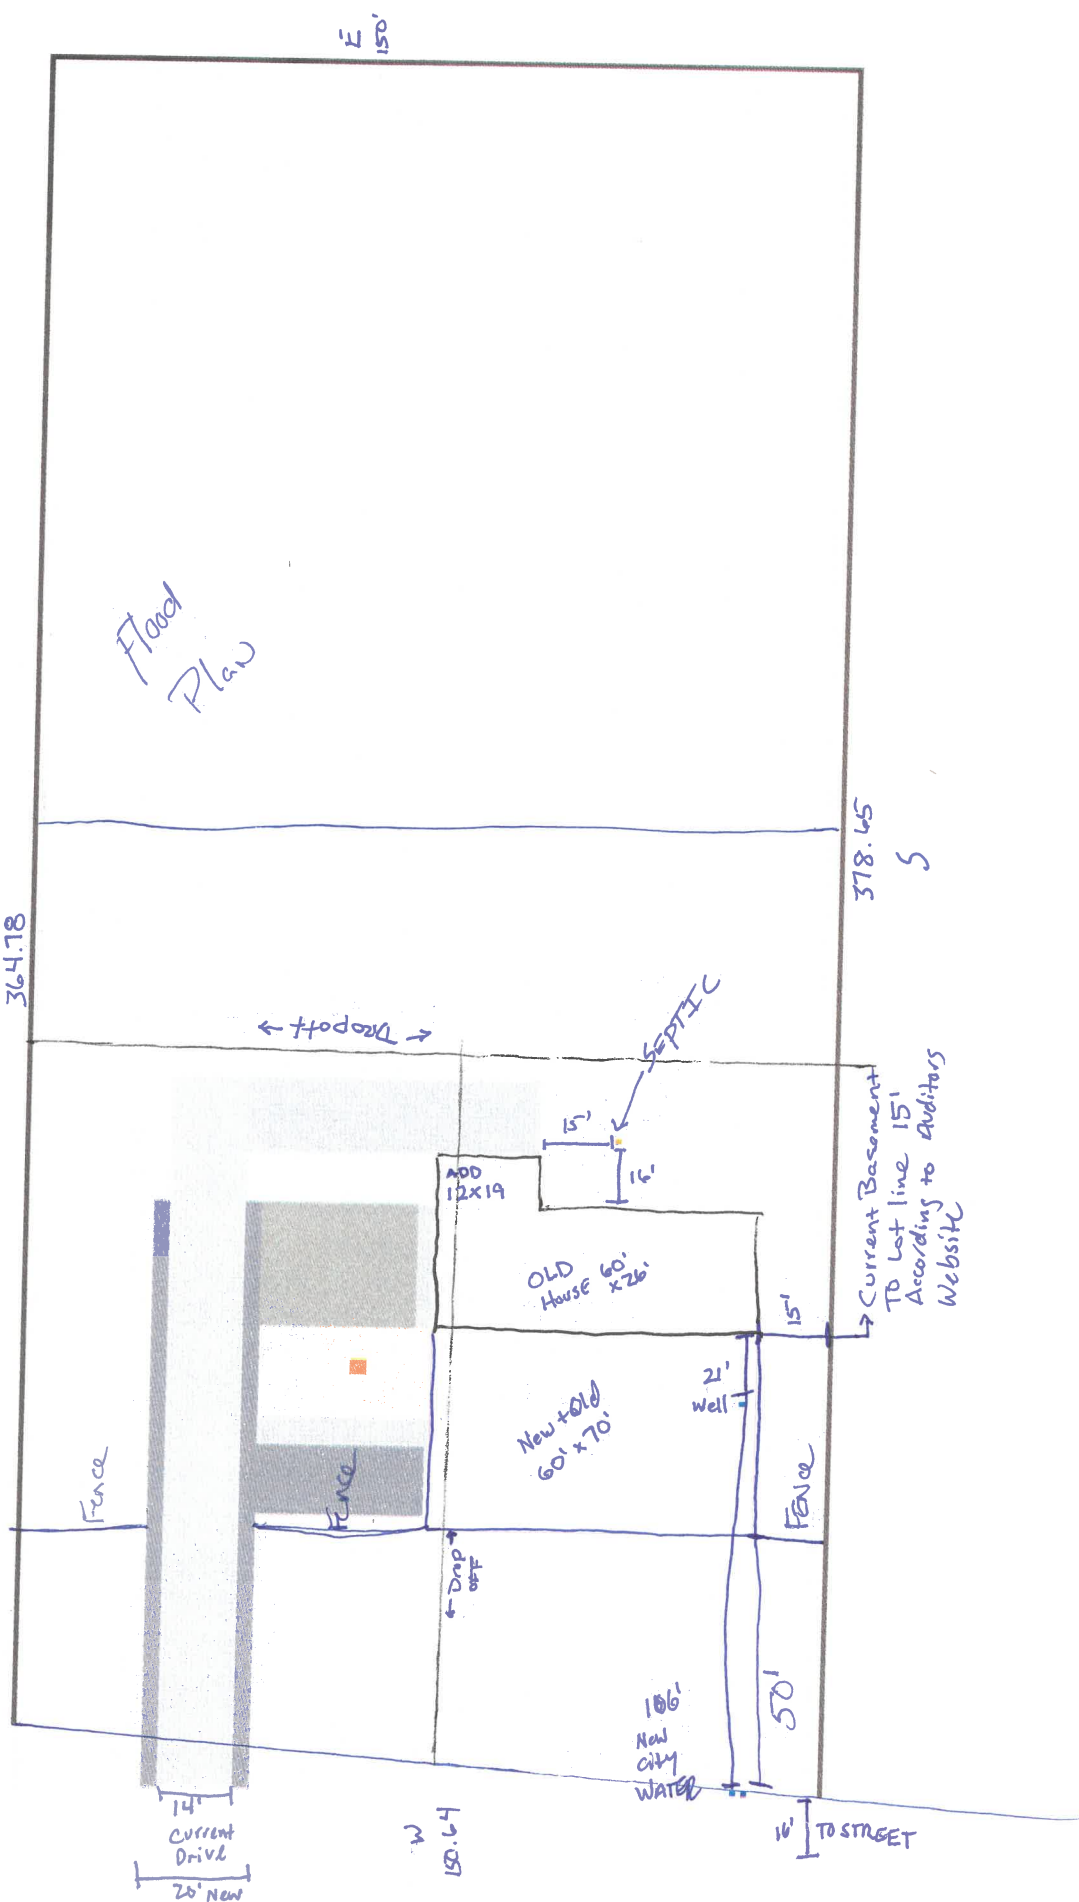 E
150'
Flood
Plan
364.78
378.65
S
← Dropoff →
SEPTIC
15'
16'
ADD
12X19
OLD
House 60'
x26'
15'
→ Current Basement
To Lot line 15'
According to Auditors
Website
21'
Well
New + Old
60' x 70'
Fence
Fence
FENCE
← Drop →
OFF
106'
New
City
WATER
50'
14'
Current
Drive
20' New
W
150.64
16'
TO STREET